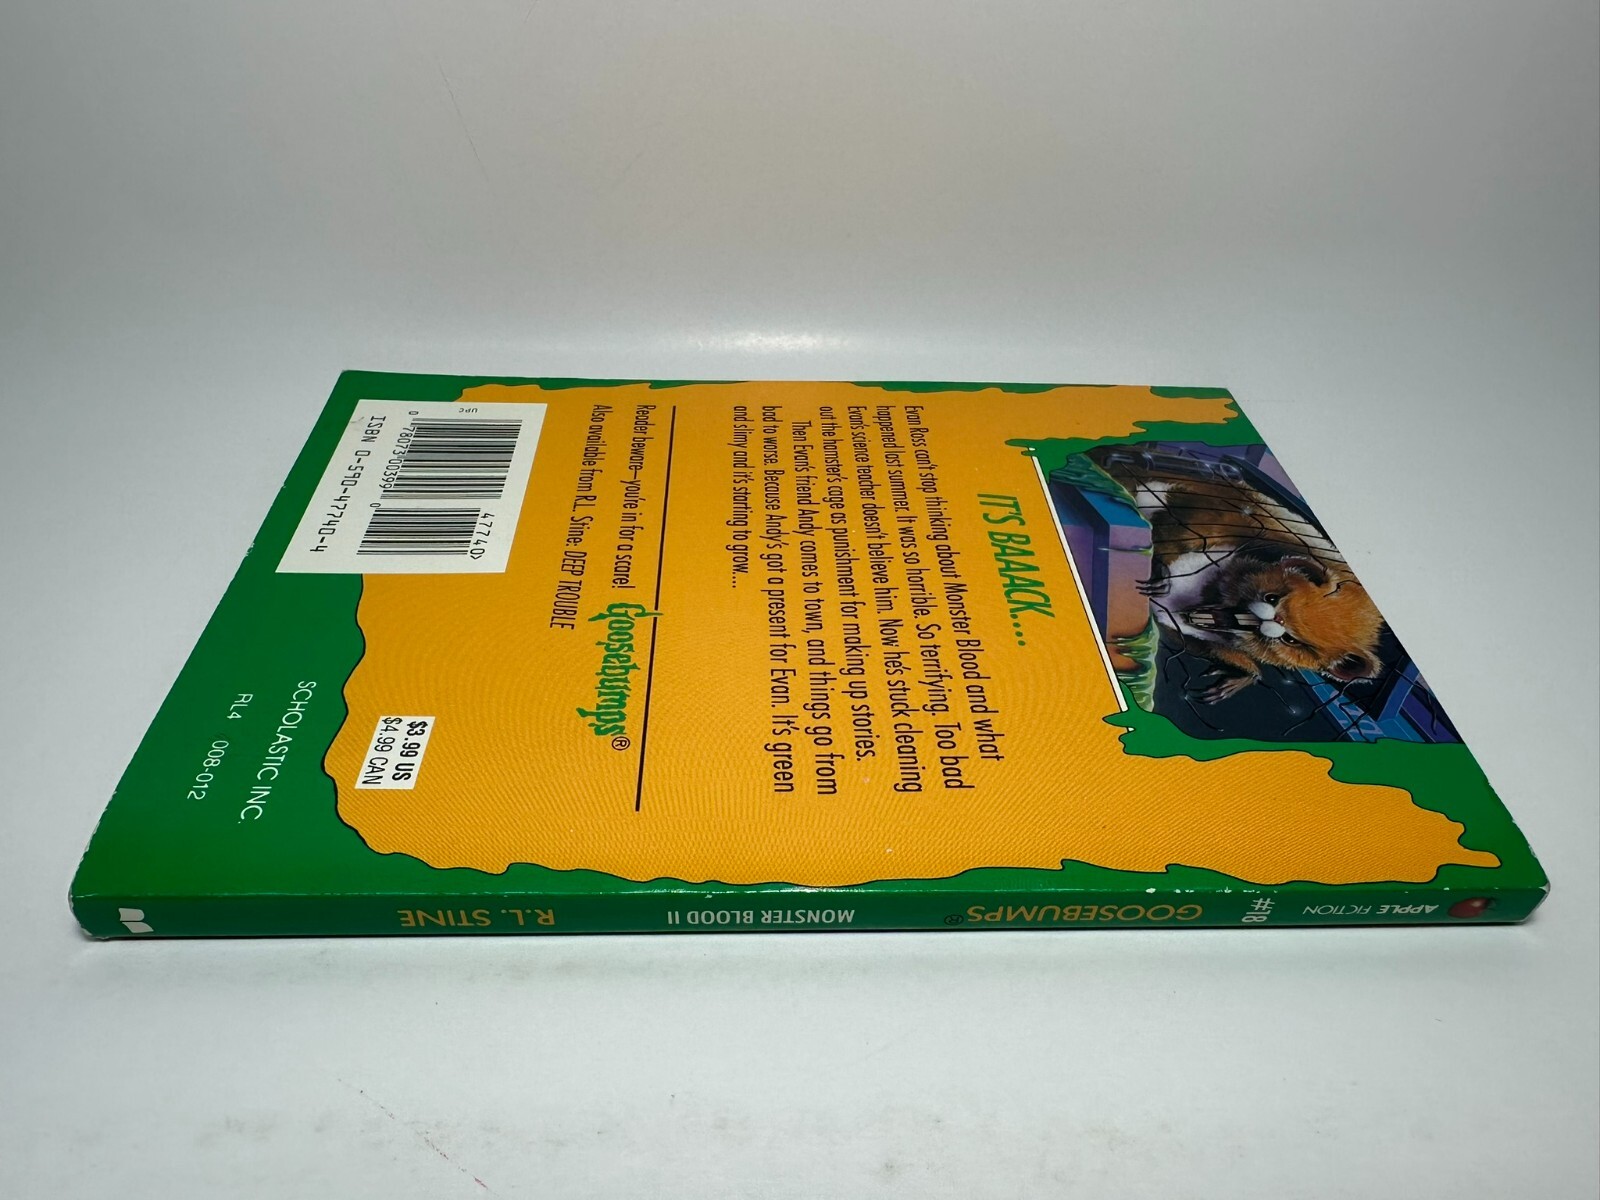 IT'S BAAACK....
Evan Ross can't stop thinking about Monster Blood and what
happened last summer. It was so horrible. So terrifying. Too bad
Evan's science teacher doesn't believe him. Now he's stuck cleaning
out the hamster's cage as punishment for making up stories.
Then Evan's friend Andy comes to town, and things go from
bad to worse. Because Andy's got a present for Evan. It's green
and slimy and it's starting to grow....
Reader beware—you're in for a scare!
Goosebumps®
Also available from R.L. Stine: DEEP TROUBLE
$3.99 US
$4.99 CAN
UPC
0 78073 00399 0
47740
ISBN 0-590-47740-4
SCHOLASTIC INC.
RL4 008-012
APPLE FICTION
#18
GOOSEBUMPS®
MONSTER BLOOD II
R.L. STINE